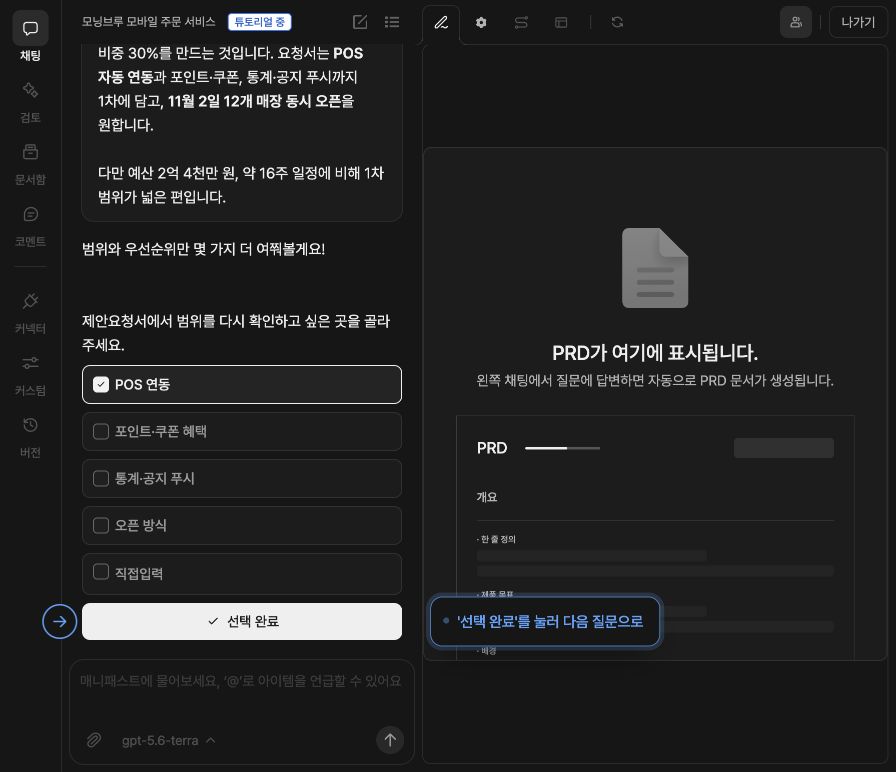 모닝브루 모바일 주문 서비스
튜토리얼 중
나가기
채팅
검토
문서함
코멘트
커넥터
커스텀
버전
비중 30%를 만드는 것입니다. 요청서는 POS
자동 연동과 포인트·쿠폰, 통계·공지 푸시까지
1차에 담고, 11월 2일 12개 매장 동시 오픈을
원합니다.
다만 예산 2억 4천만 원, 약 16주 일정에 비해 1차
범위가 넓은 편입니다.
범위와 우선순위만 몇 가지 더 여쭤볼게요!
제안요청서에서 범위를 다시 확인하고 싶은 곳을 골라
주세요.
POS 연동
포인트·쿠폰 혜택
통계·공지 푸시
오픈 방식
직접입력
선택 완료
매니패스트에 물어보세요, '@'로 아이템을 언급할 수 있어요
gpt-5.6-terra
PRD가 여기에 표시됩니다.
왼쪽 채팅에서 질문에 답변하면 자동으로 PRD 문서가 생성됩니다.
PRD
개요
· 한 줄 정의
· 제품 목표
'선택 완료'를 눌러 다음 질문으로
· 배경